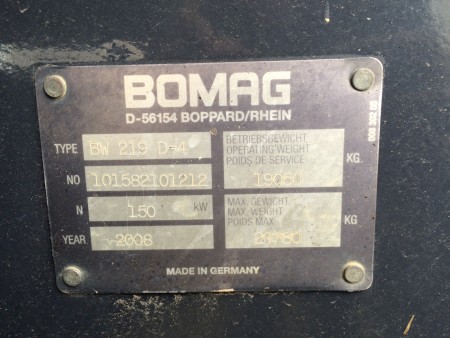 BOMAG
D-56154 BOPPARD/RHEIN
TYPE BW 219 D-4
BETRIEBSGEWICHT
OPERATING WEIGHT
POIDS DE SERVICE
NO 101582101212 19050 KG.
N 150 kW
MAX. GEWICHT
MAX. WEIGHT
POIDS MAX. KG
YEAR 2008
MADE IN GERMANY